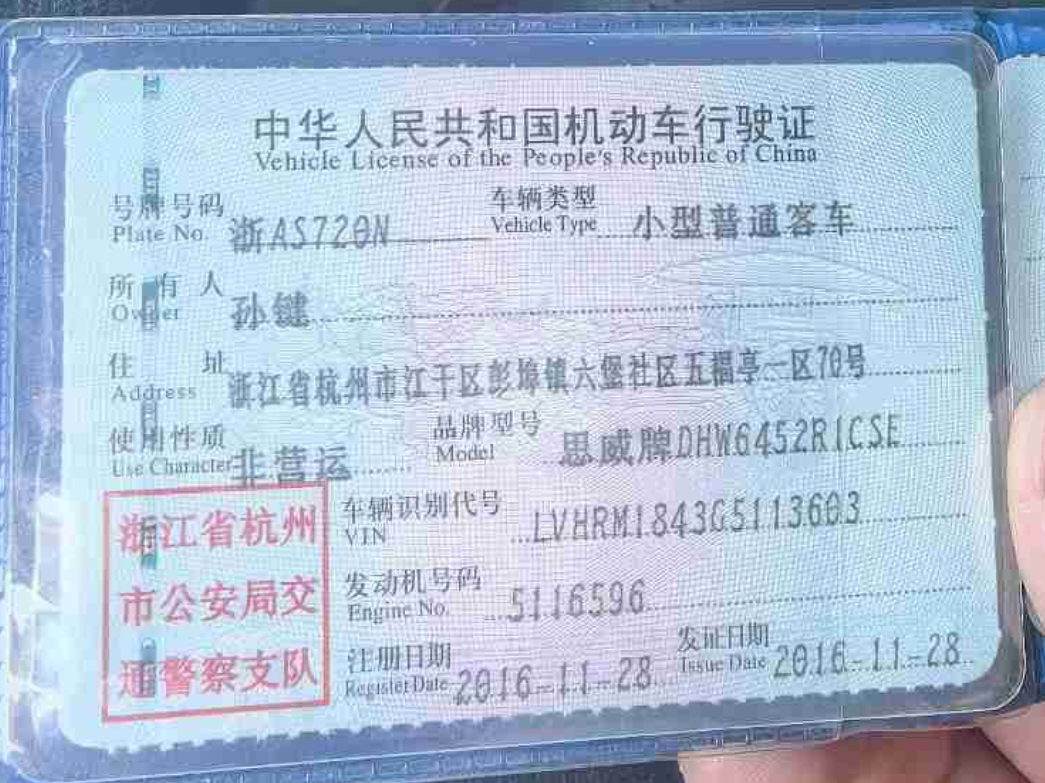 中华人民共和国机动车行驶证
Vehicle License of the People's Republic of China
号牌号码 浙AS720N 车辆类型 小型普通客车
Plate No. Vehicle Type
所有人 孙键
Owner
住址 浙江省杭州市江干区彭埠镇六堡社区五福亭一区70号
Address
使用性质 非营运 品牌型号 思威牌DHW6452R1CSE
Use Character Model
浙江省杭州
市公安局交
通警察支队
车辆识别代号 LVHRM1843G5113603
VIN
发动机号码 5116596
Engine No.
注册日期 2016-11-28 发证日期 2016-11-28
Register Date Issue Date